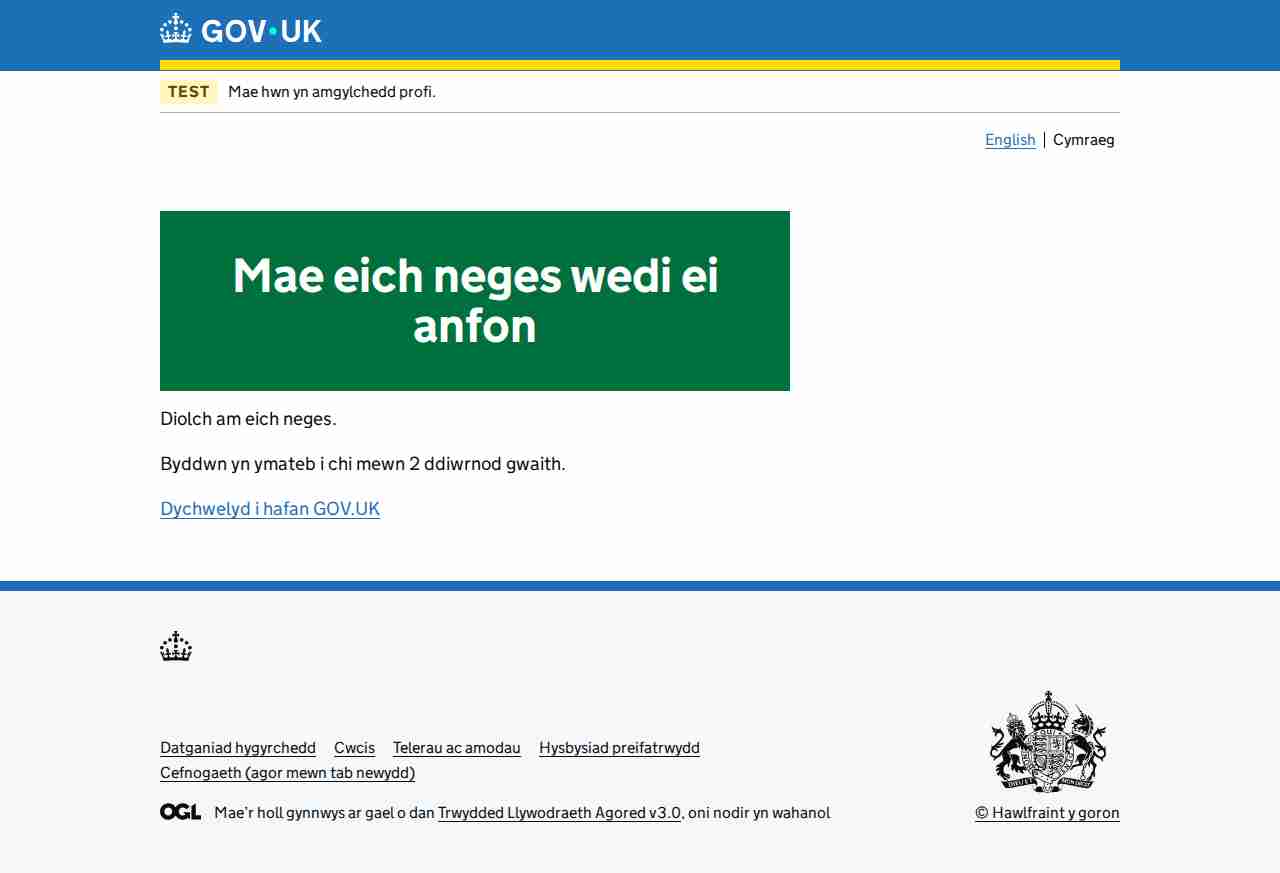 GOV·UK
TEST Mae hwn yn amgylchedd profi.
English Cymraeg
Mae eich neges wedi ei
anfon
Diolch am eich neges.
Byddwn yn ymateb i chi mewn 2 ddiwrnod gwaith.
Dychwelyd i hafan GOV.UK
Datganiad hygyrchedd Cwcis Telerau ac amodau Hysbysiad preifatrwydd
Cefnogaeth (agor mewn tab newydd)
OGL Mae'r holl gynnwys ar gael o dan Trwydded Llywodraeth Agored v3.0, oni nodir yn wahanol
© Hawlfraint y goron